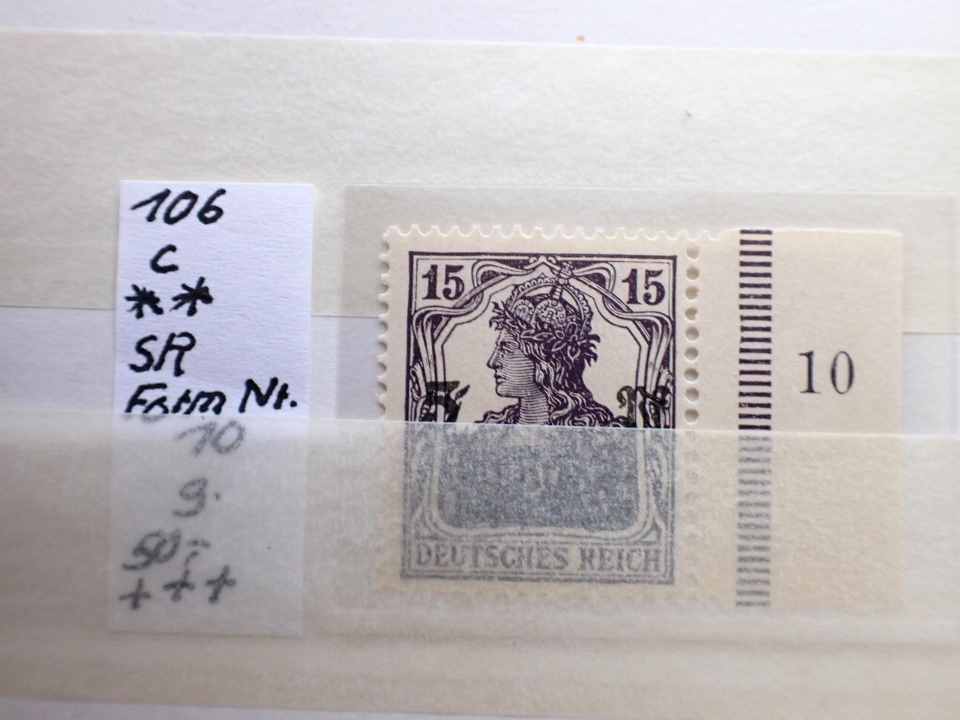 106
C
**
SR
Form Nr.
10
9.
50,-
+++
15 15
DEUTSCHES REICH
10